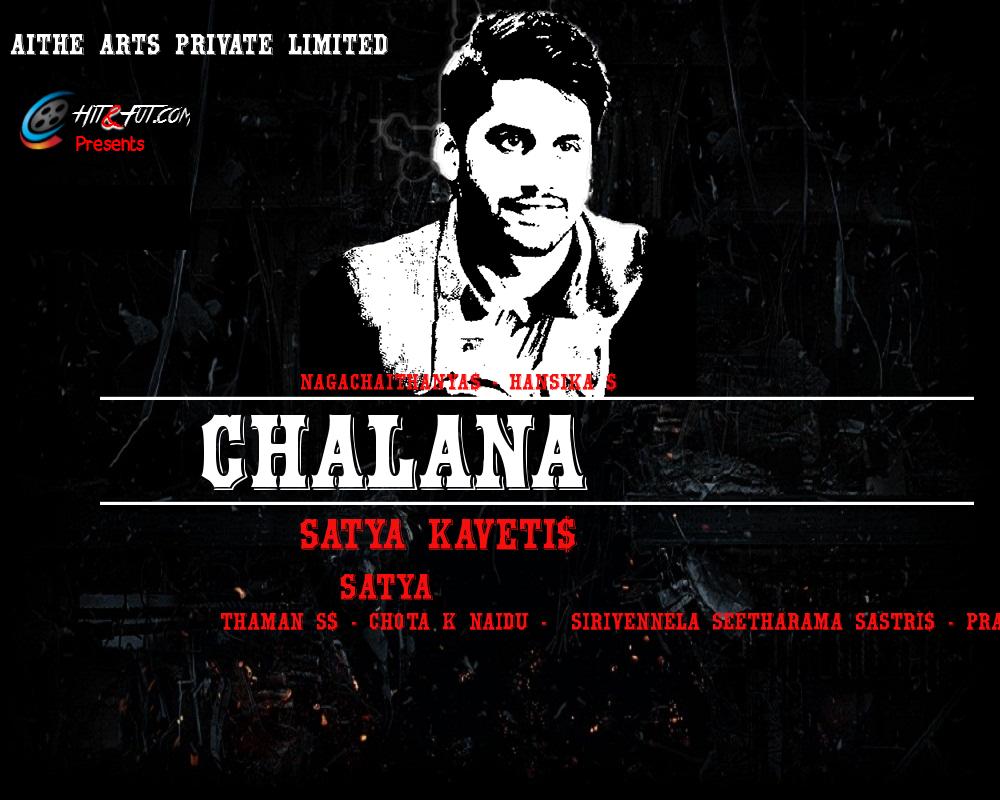 AITHE ARTS PRIVATE LIMITED
HIT&FUT.COM
Presents
NAGACHAITHANYA$ - HANSIKA $
CHALANA
SATYA KAVETI$
SATYA
THAMAN S$ - CHOTA K NAIDU - SIRIVENNELA SEETHARAMA SASTRI$ - PRA